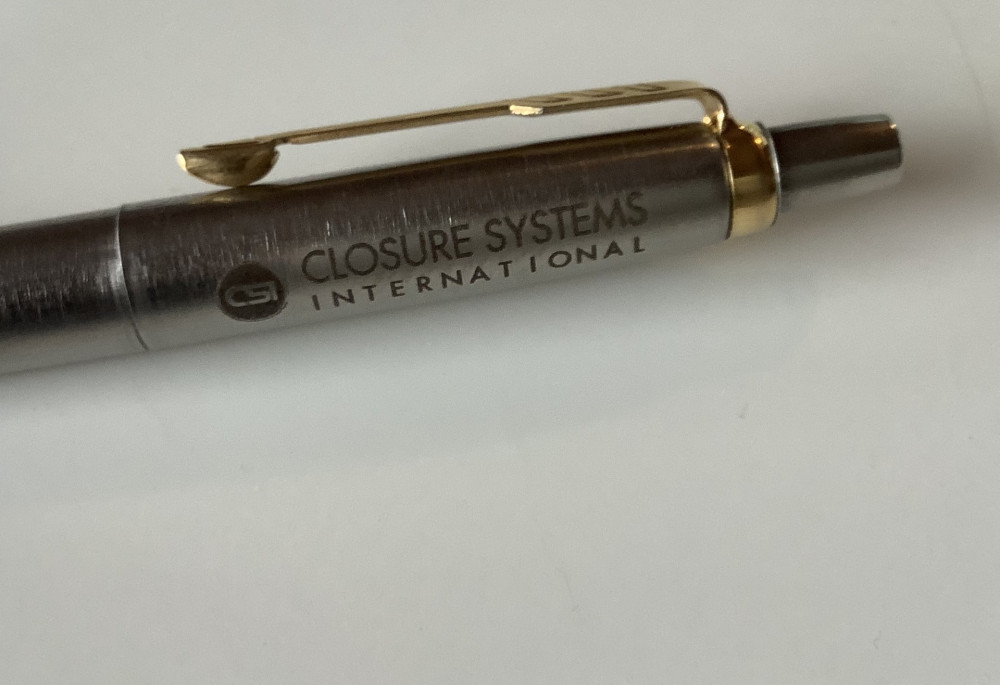 CSI
CLOSURE SYSTEMS
INTERNATIONAL